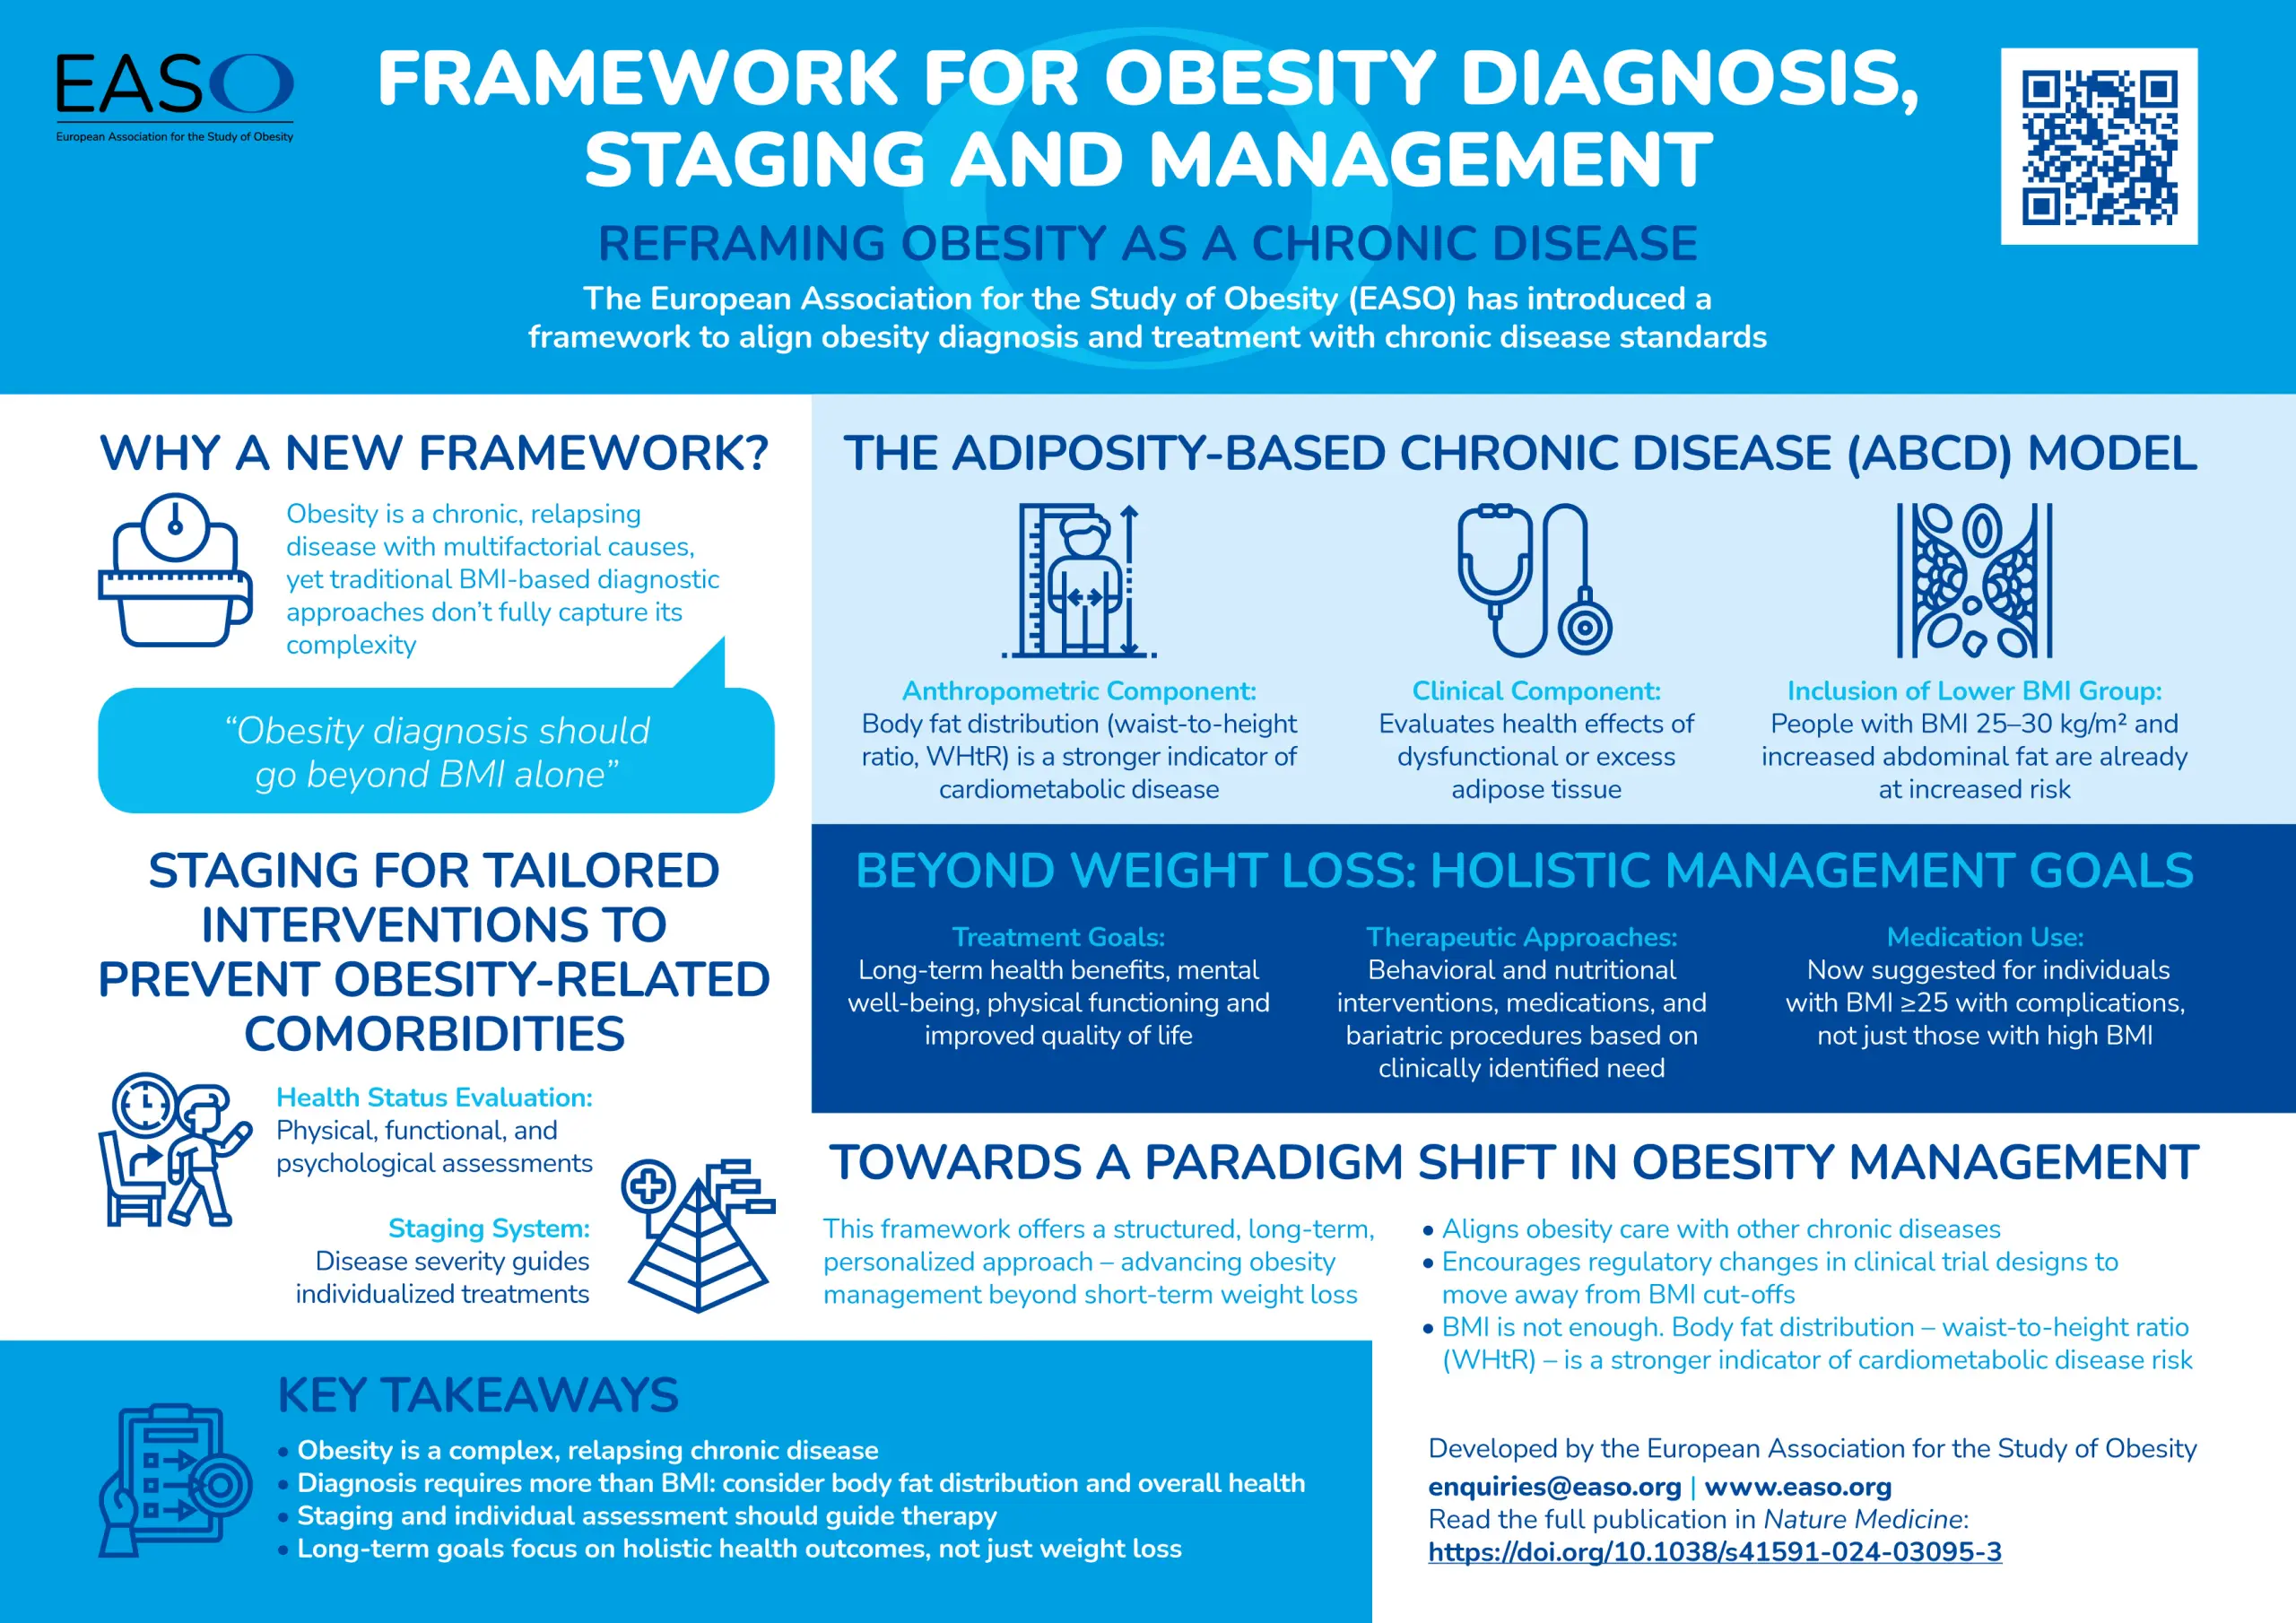 EASO
European Association for the Study of Obesity
FRAMEWORK FOR OBESITY DIAGNOSIS,
STAGING AND MANAGEMENT
REFRAMING OBESITY AS A CHRONIC DISEASE
The European Association for the Study of Obesity (EASO) has introduced a
framework to align obesity diagnosis and treatment with chronic disease standards
WHY A NEW FRAMEWORK?
Obesity is a chronic, relapsing
disease with multifactorial causes,
yet traditional BMI-based diagnostic
approaches don’t fully capture its
complexity
“Obesity diagnosis should
go beyond BMI alone”
STAGING FOR TAILORED
INTERVENTIONS TO
PREVENT OBESITY-RELATED
COMORBIDITIES
Health Status Evaluation:
Physical, functional, and
psychological assessments
Staging System:
Disease severity guides
individualized treatments
THE ADIPOSITY-BASED CHRONIC DISEASE (ABCD) MODEL
Anthropometric Component:
Body fat distribution (waist-to-height
ratio, WHtR) is a stronger indicator of
cardiometabolic disease
Clinical Component:
Evaluates health effects of
dysfunctional or excess
adipose tissue
Inclusion of Lower BMI Group:
People with BMI 25–30 kg/m² and
increased abdominal fat are already
at increased risk
BEYOND WEIGHT LOSS: HOLISTIC MANAGEMENT GOALS
Treatment Goals:
Long-term health benefits, mental
well-being, physical functioning and
improved quality of life
Therapeutic Approaches:
Behavioral and nutritional
interventions, medications, and
bariatric procedures based on
clinically identified need
Medication Use:
Now suggested for individuals
with BMI ≥25 with complications,
not just those with high BMI
TOWARDS A PARADIGM SHIFT IN OBESITY MANAGEMENT
This framework offers a structured, long-term,
personalized approach – advancing obesity
management beyond short-term weight loss
• Aligns obesity care with other chronic diseases
• Encourages regulatory changes in clinical trial designs to
move away from BMI cut-offs
• BMI is not enough. Body fat distribution – waist-to-height ratio
(WHtR) – is a stronger indicator of cardiometabolic disease risk
KEY TAKEAWAYS
• Obesity is a complex, relapsing chronic disease
• Diagnosis requires more than BMI: consider body fat distribution and overall health
• Staging and individual assessment should guide therapy
• Long-term goals focus on holistic health outcomes, not just weight loss
Developed by the European Association for the Study of Obesity
enquiries@easo.org | www.easo.org
Read the full publication in Nature Medicine:
https://doi.org/10.1038/s41591-024-03095-3